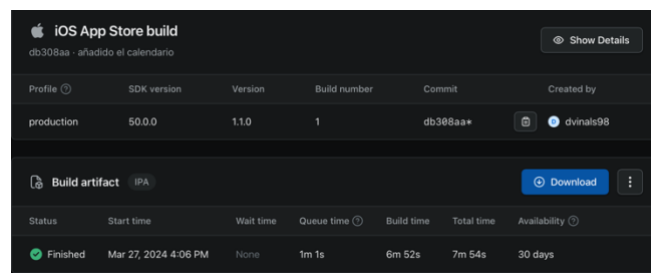 iOS App Store build
db308aa · añadido el calendario
Show Details
Profile SDK version Version Build number Commit Created by
production 50.0.0 1.1.0 1 db308aa* D dvinals98
Build artifact IPA
Download
Status Start time Wait time Queue time Build time Total time Availability
Finished Mar 27, 2024 4:06 PM None 1m 1s 6m 52s 7m 54s 30 days